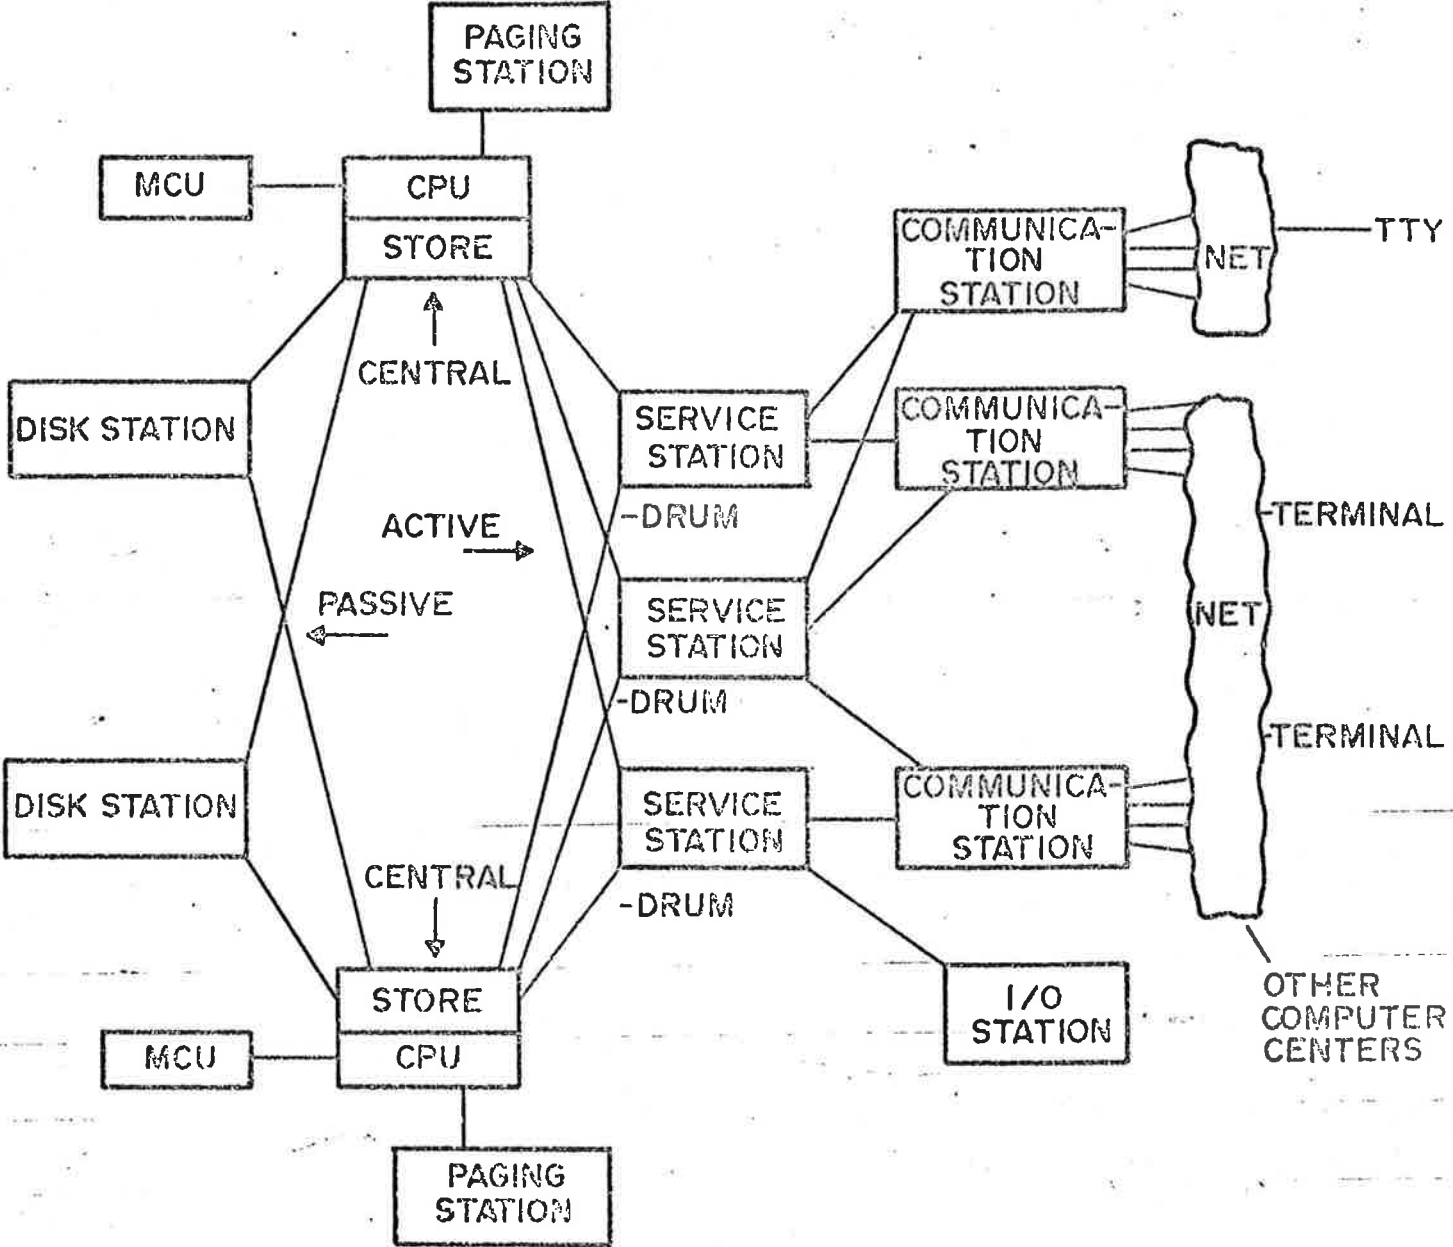 PAGING
STATION
MCU
CPU
STORE
CENTRAL
DISK STATION
ACTIVE
PASSIVE
DISK STATION
CENTRAL
STORE
CPU
MCU
PAGING
STATION
SERVICE
STATION
-DRUM
SERVICE
STATION
-DRUM
SERVICE
STATION
-DRUM
COMMUNICA-
TION
STATION
NET
TTY
COMMUNICA-
TION
STATION
TERMINAL
NET
TERMINAL
COMMUNICA-
TION
STATION
I/O
STATION
OTHER
COMPUTER
CENTERS